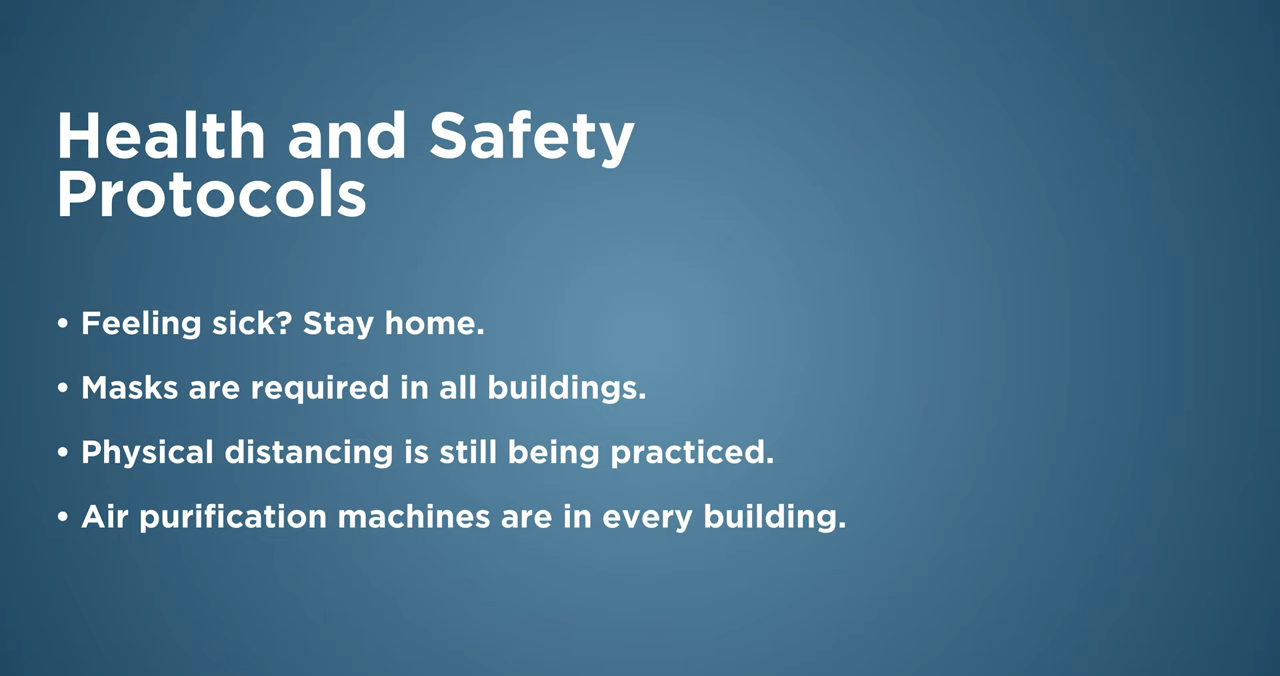 Health and Safety
Protocols
• Feeling sick? Stay home.
• Masks are required in all buildings.
• Physical distancing is still being practiced.
• Air purification machines are in every building.